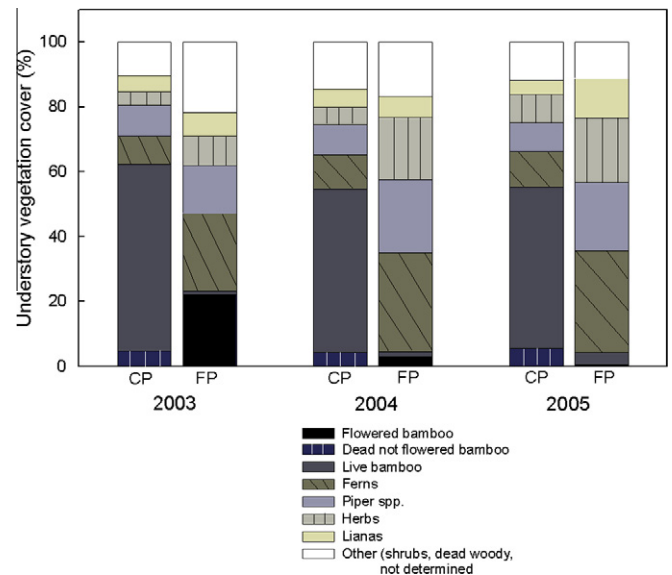 Understory vegetation cover (%)
100
80
60
40
20
0
CP FP CP FP CP FP
2003 2004 2005
Flowered bamboo
Dead not flowered bamboo
Live bamboo
Ferns
Piper spp.
Herbs
Lianas
Other (shrubs, dead woody,
not determined